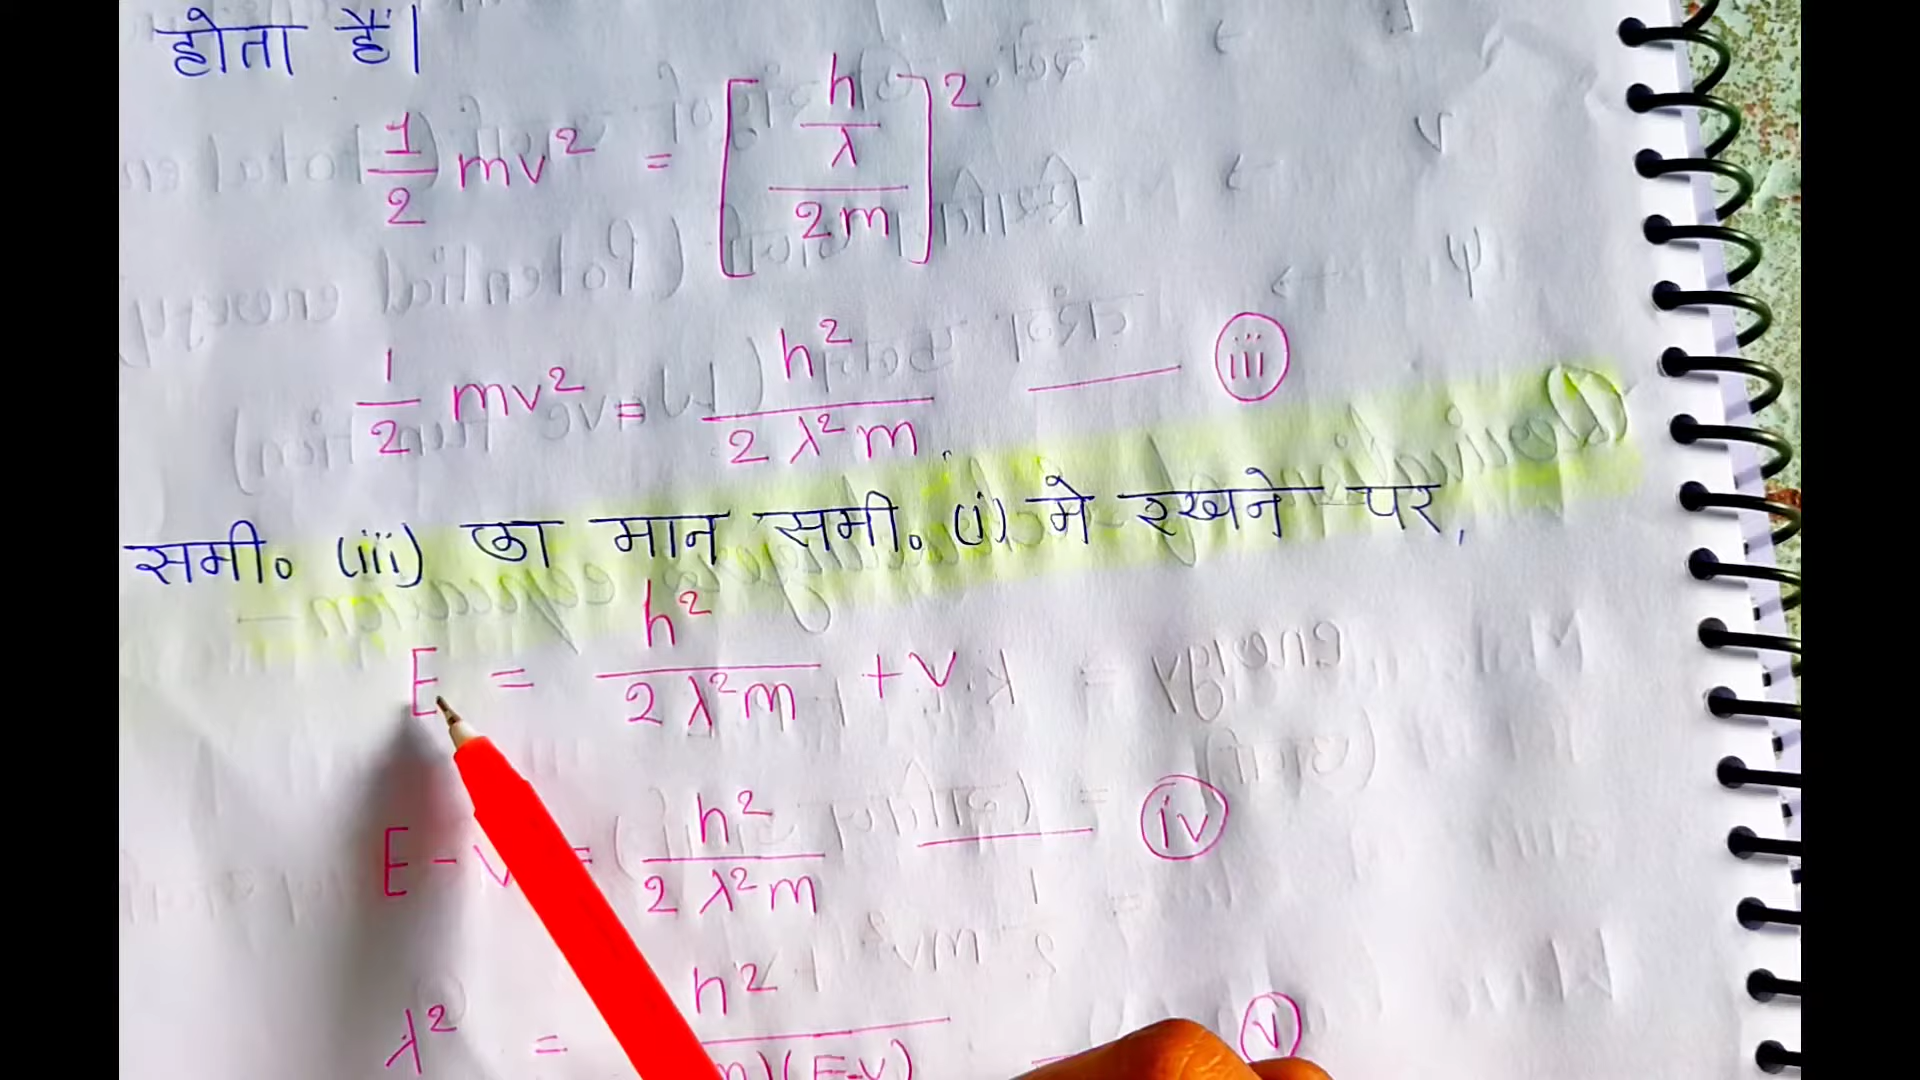 होता हैं।
1/2 mv² = [h/λ / 2m]²
1/2 mv² = h² / 2λ²m — (iii)
समी० (iii) का मान समी० (i) मे रखने पर,
E = h² / 2λ²m + V
E - V = h² / 2λ²m — (iv)
λ² = h² / m)(E-V) — (v)